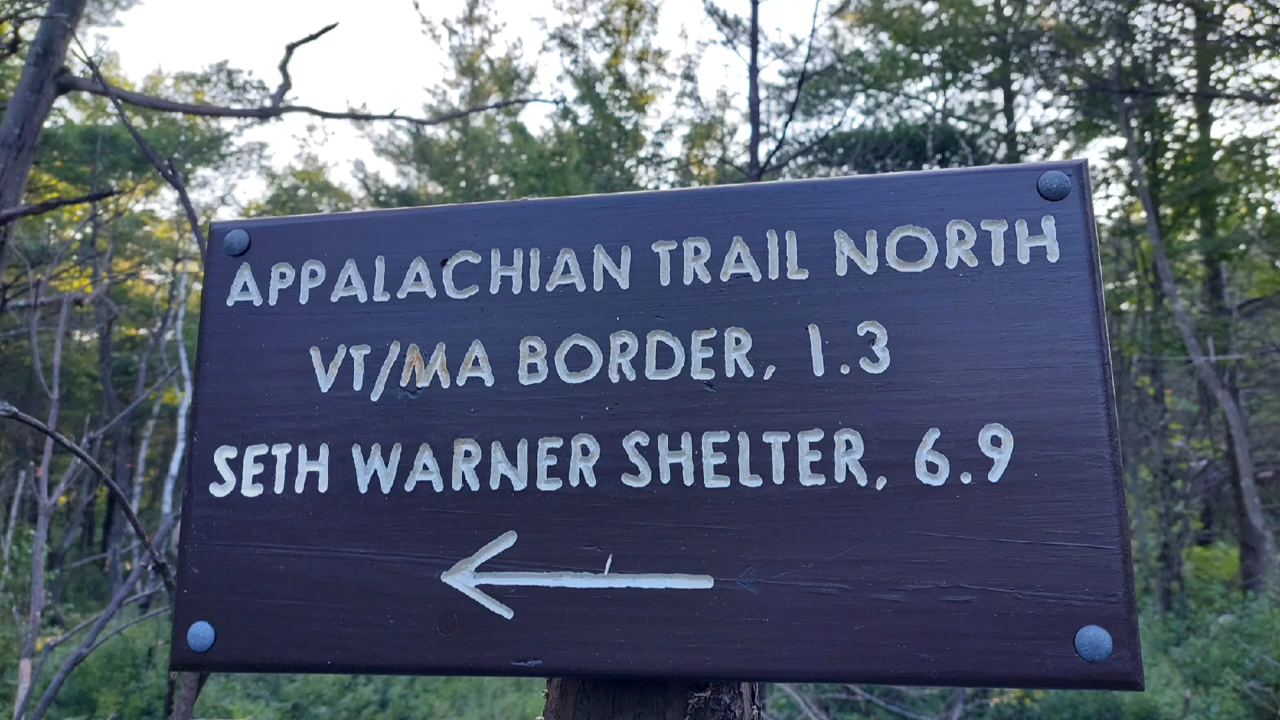 APPALACHIAN TRAIL NORTH
VT/MA BORDER, 1.3
SETH WARNER SHELTER, 6.9